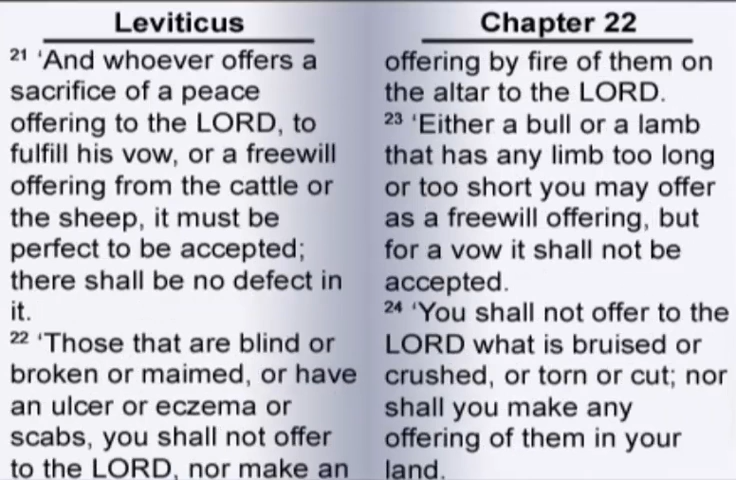 Leviticus
²¹ ‘And whoever offers a
sacrifice of a peace
offering to the LORD, to
fulfill his vow, or a freewill
offering from the cattle or
the sheep, it must be
perfect to be accepted;
there shall be no defect in
it.
²² ‘Those that are blind or
broken or maimed, or have
an ulcer or eczema or
scabs, you shall not offer
to the LORD, nor make an
Chapter 22
offering by fire of them on
the altar to the LORD.
²³ ‘Either a bull or a lamb
that has any limb too long
or too short you may offer
as a freewill offering, but
for a vow it shall not be
accepted.
²⁴ ‘You shall not offer to the
LORD what is bruised or
crushed, or torn or cut; nor
shall you make any
offering of them in your
land.